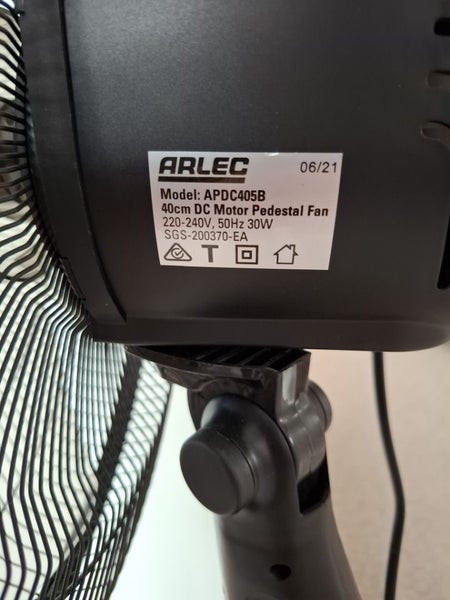 ARLEC 06/21
Model: APDC405B
40cm DC Motor Pedestal Fan
220-240V, 50Hz 30W
SGS-200370-EA
T